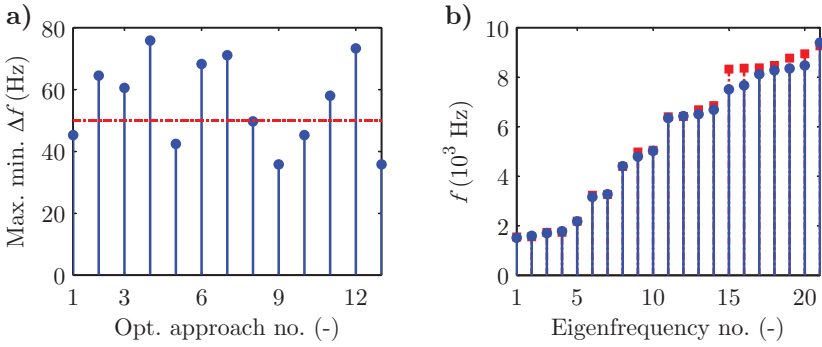 a)
Max. min. Δf (Hz)
80
60
40
20
0
1 3 6 9 12
Opt. approach no. (-)
b)
f (10³ Hz)
10
8
6
4
2
0
1 5 10 15 20
Eigenfrequency no. (-)